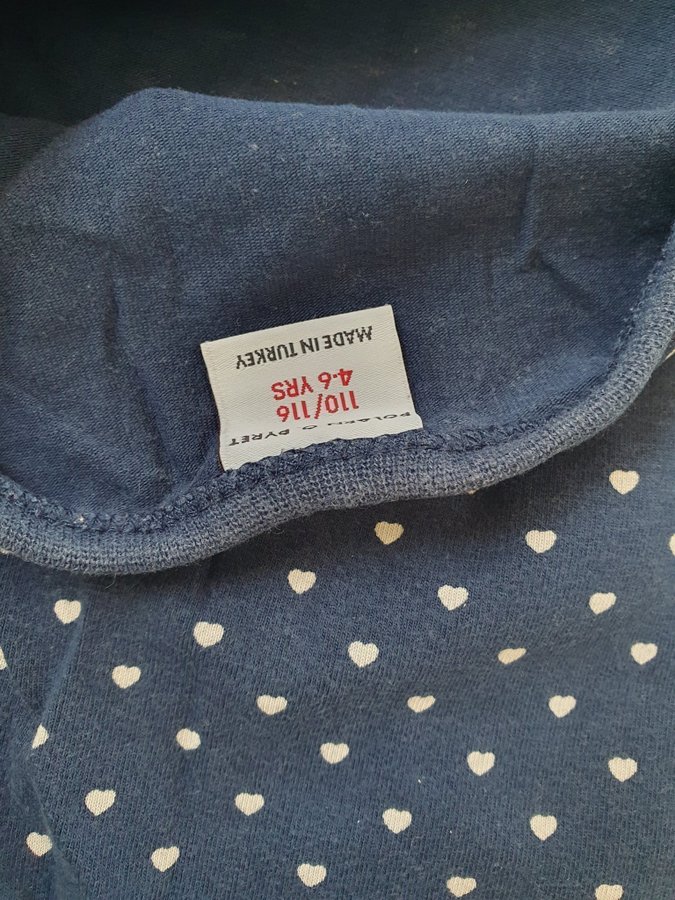 POLARN O. PYRET
110/116
4-6 YRS
MADE IN TURKEY